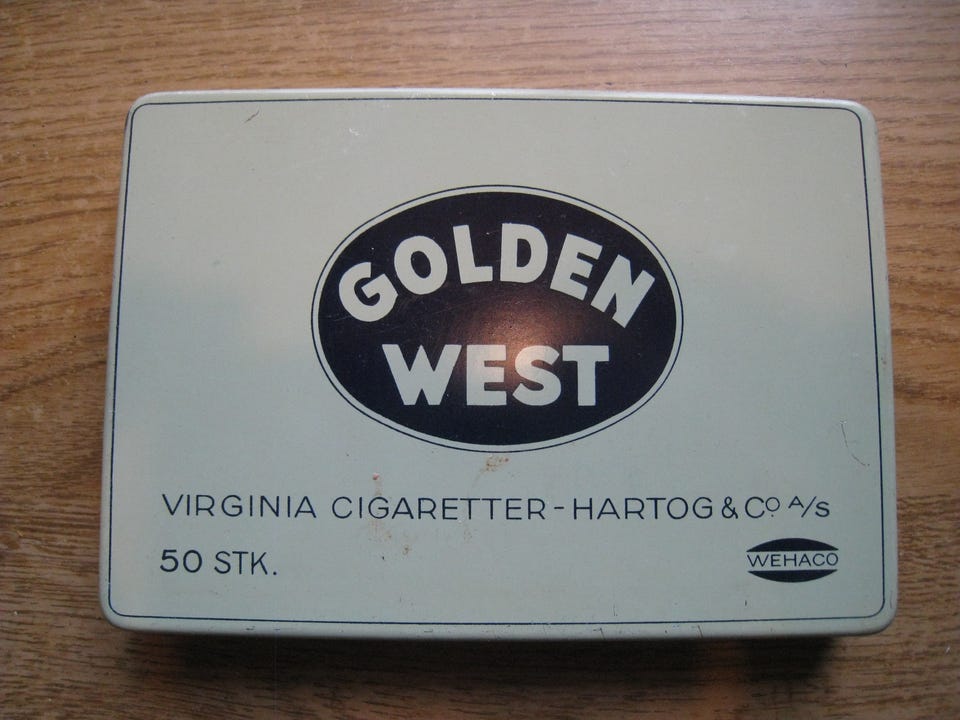 GOLDEN
WEST
VIRGINIA CIGARETTER - HARTOG & Co A/S
50 STK.
WEHACO